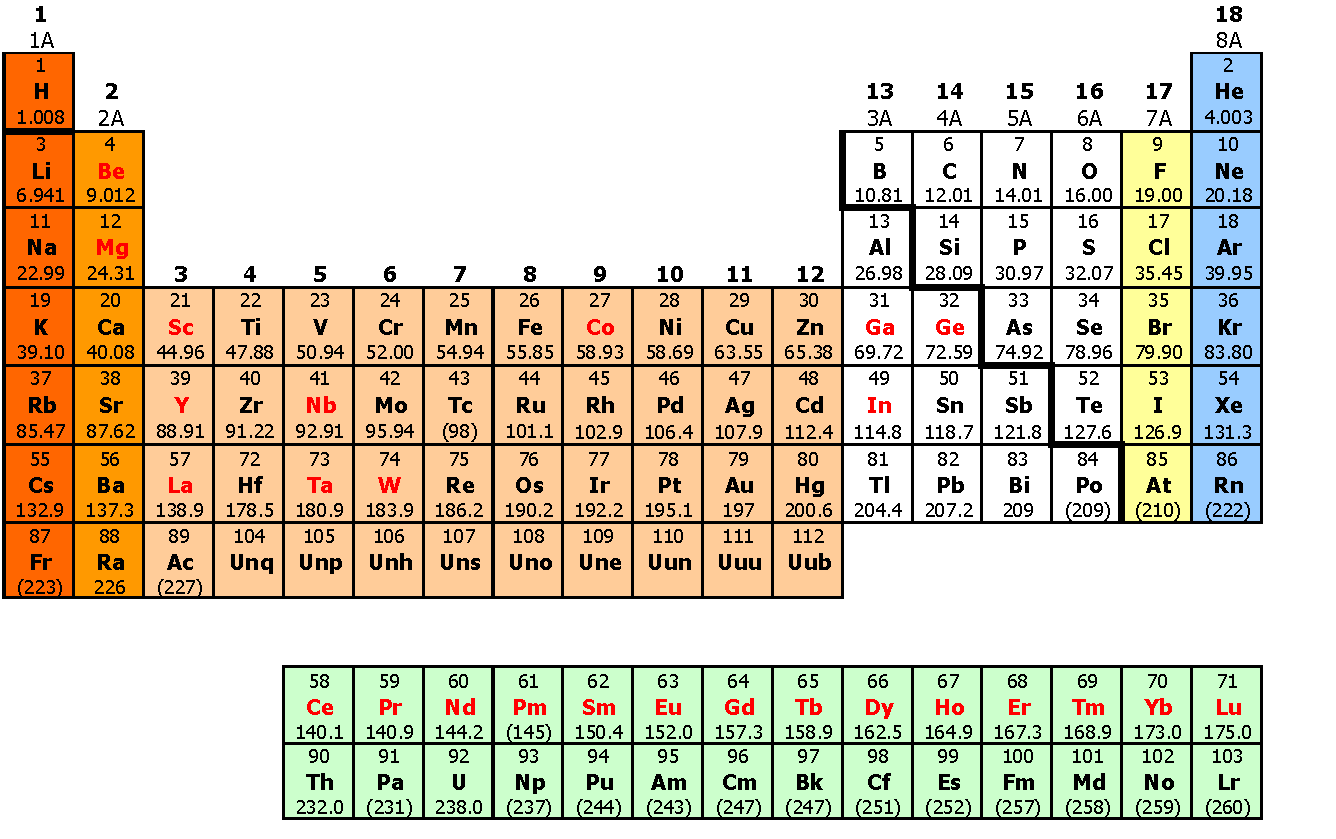 1 18
1A 8A
1 2
H 2 13 14 15 16 17 He
1.008 2A 3A 4A 5A 6A 7A 4.003
3 4 5 6 7 8 9 10
Li Be B C N O F Ne
6.941 9.012 10.81 12.01 14.01 16.00 19.00 20.18
11 12 13 14 15 16 17 18
Na Mg Al Si P S Cl Ar
22.99 24.31 3 4 5 6 7 8 9 10 11 12 26.98 28.09 30.97 32.07 35.45 39.95
19 20 21 22 23 24 25 26 27 28 29 30 31 32 33 34 35 36
K Ca Sc Ti V Cr Mn Fe Co Ni Cu Zn Ga Ge As Se Br Kr
39.10 40.08 44.96 47.88 50.94 52.00 54.94 55.85 58.93 58.69 63.55 65.38 69.72 72.59 74.92 78.96 79.90 83.80
37 38 39 40 41 42 43 44 45 46 47 48 49 50 51 52 53 54
Rb Sr Y Zr Nb Mo Tc Ru Rh Pd Ag Cd In Sn Sb Te I Xe
85.47 87.62 88.91 91.22 92.91 95.94 (98) 101.1 102.9 106.4 107.9 112.4 114.8 118.7 121.8 127.6 126.9 131.3
55 56 57 72 73 74 75 76 77 78 79 80 81 82 83 84 85 86
Cs Ba La Hf Ta W Re Os Ir Pt Au Hg Tl Pb Bi Po At Rn
132.9 137.3 138.9 178.5 180.9 183.9 186.2 190.2 192.2 195.1 197 200.6 204.4 207.2 209 (209) (210) (222)
87 88 89 104 105 106 107 108 109 110 111 112
Fr Ra Ac Unq Unp Unh Uns Uno Une Uun Uuu Uub
(223) 226 (227)
58 59 60 61 62 63 64 65 66 67 68 69 70 71
Ce Pr Nd Pm Sm Eu Gd Tb Dy Ho Er Tm Yb Lu
140.1 140.9 144.2 (145) 150.4 152.0 157.3 158.9 162.5 164.9 167.3 168.9 173.0 175.0
90 91 92 93 94 95 96 97 98 99 100 101 102 103
Th Pa U Np Pu Am Cm Bk Cf Es Fm Md No Lr
232.0 (231) 238.0 (237) (244) (243) (247) (247) (251) (252) (257) (258) (259) (260)